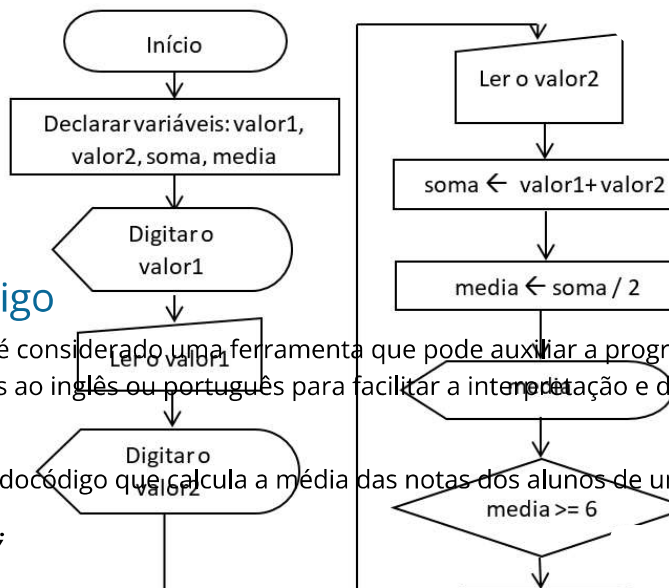 Início
Declarar variáveis: valor1,
valor2, soma, media
Digitar o
valor1
Ler o valor1
Digitar o
valor2
Ler o valor2
soma ← valor1+ valor2
media ← soma / 2
media
media >= 6
igo
é considerado uma ferramenta que pode auxiliar a progr
s ao inglês ou português para facilitar a interpretação e d
docódigo que calcula a média das notas dos alunos de u
;